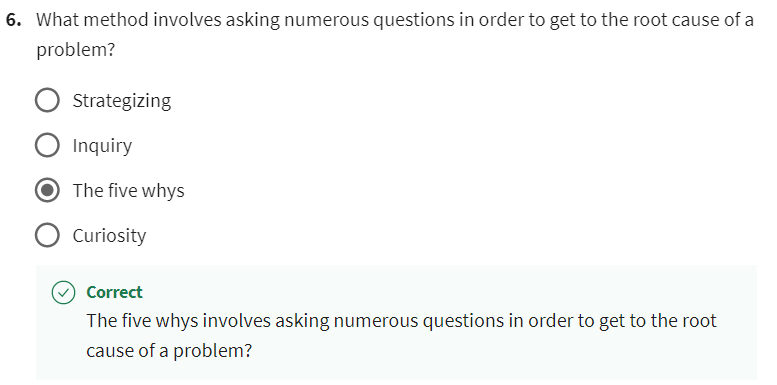 6. What method involves asking numerous questions in order to get to the root cause of a
problem?
Strategizing
Inquiry
The five whys
Curiosity
Correct
The five whys involves asking numerous questions in order to get to the root
cause of a problem?